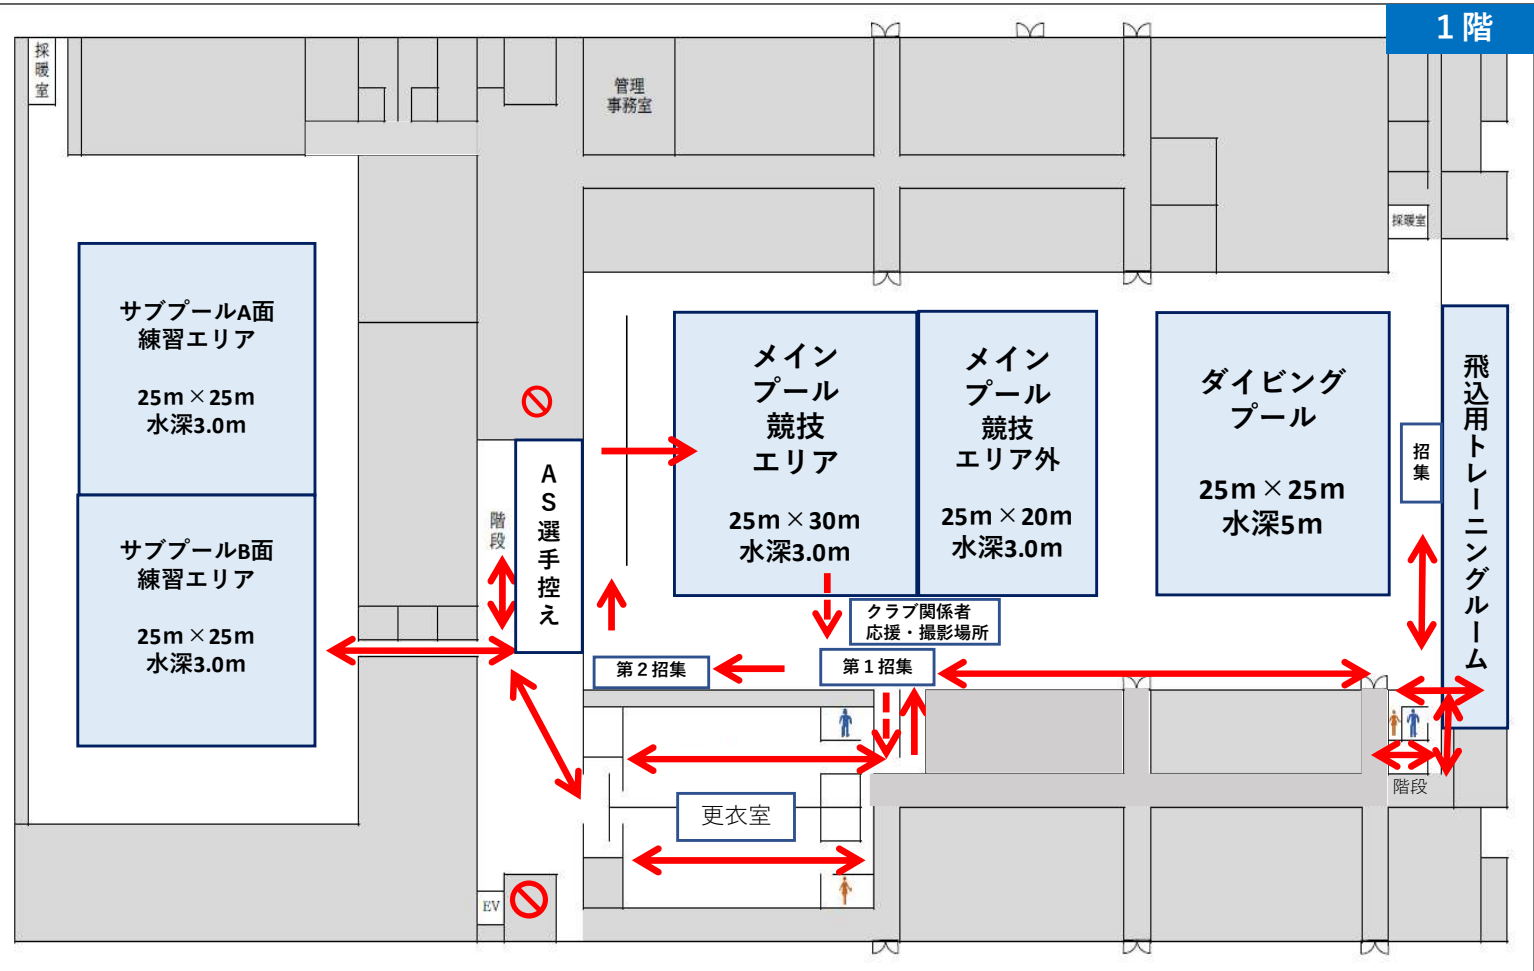 1階
採暖室
管理
事務室
採暖室
サブプールA面
練習エリア
25m×25m
水深3.0m
サブプールB面
練習エリア
25m×25m
水深3.0m
階段
AS選手控え
メイン
プール
競技
エリア
25m×30m
水深3.0m
メイン
プール
競技
エリア外
25m×20m
水深3.0m
ダイビング
プール
25m×25m
水深5m
招集
飛込用トレーニングルーム
クラブ関係者
応援・撮影場所
第2招集
第1招集
更衣室
階段
EV